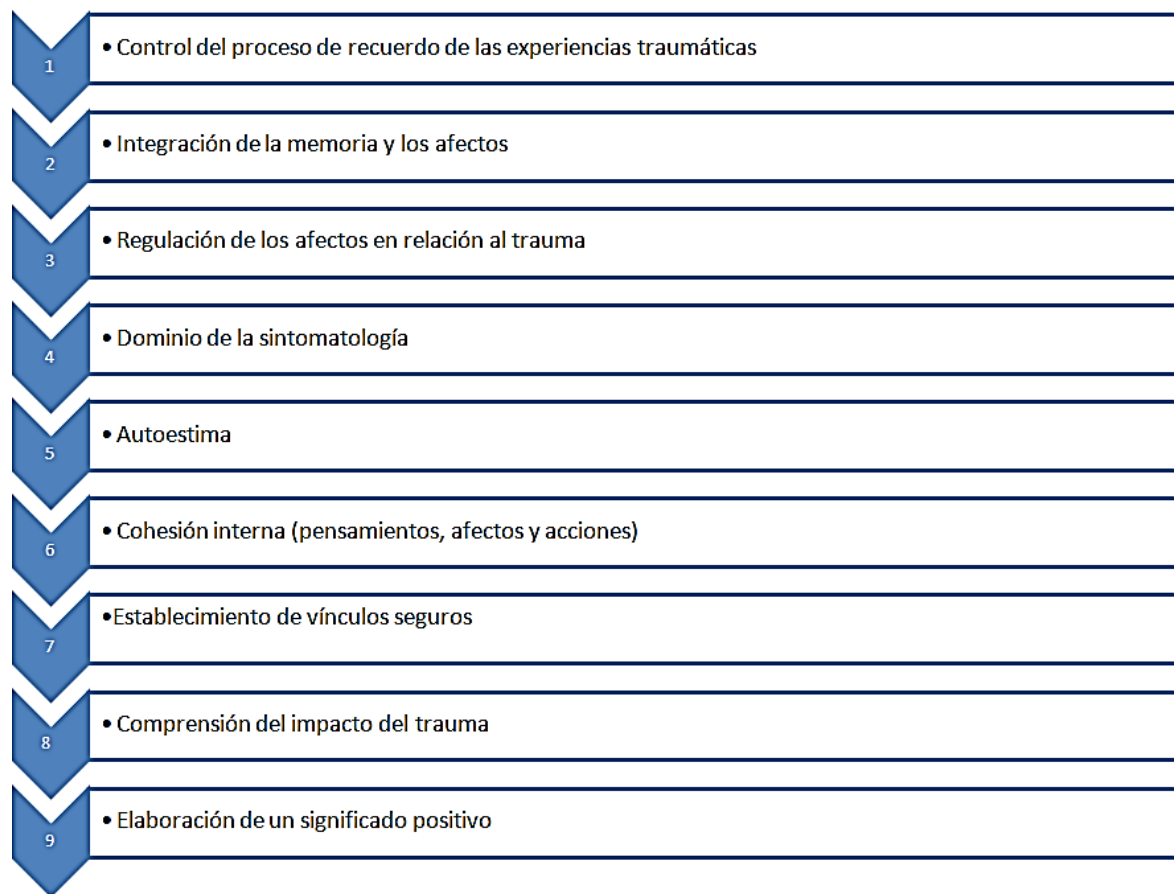 1
• Control del proceso de recuerdo de las experiencias traumáticas
2
• Integración de la memoria y los afectos
3
• Regulación de los afectos en relación al trauma
4
• Dominio de la sintomatología
5
• Autoestima
6
• Cohesión interna (pensamientos, afectos y acciones)
7
•Establecimiento de vínculos seguros
8
• Comprensión del impacto del trauma
9
• Elaboración de un significado positivo